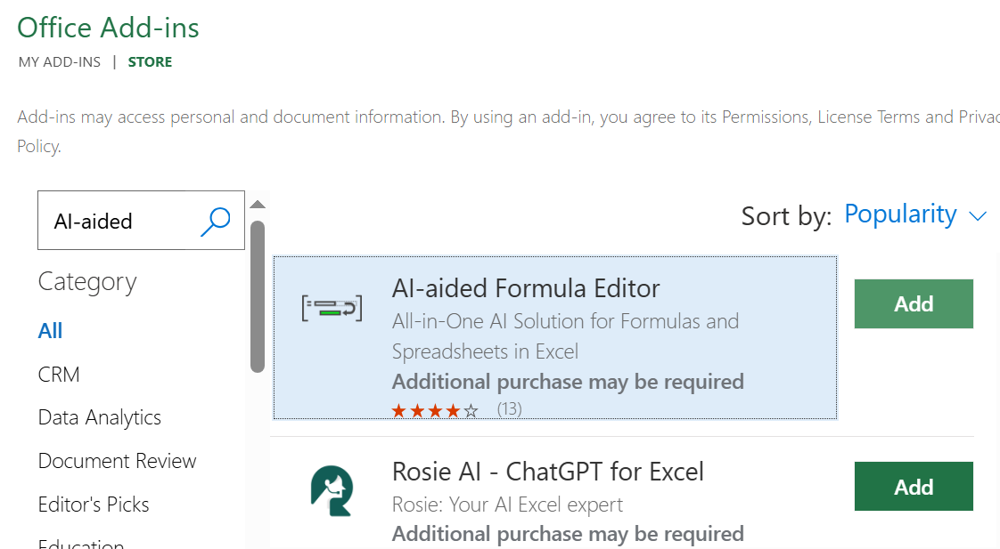 Office Add-ins
MY ADD-INS | STORE
Add-ins may access personal and document information. By using an add-in, you agree to its Permissions, License Terms and Privac
Policy.
AI-aided
Sort by: Popularity
Category
All
CRM
Data Analytics
Document Review
Editor's Picks
Education
AI-aided Formula Editor
All-in-One AI Solution for Formulas and
Spreadsheets in Excel
Additional purchase may be required
(13)
Add
Rosie AI - ChatGPT for Excel
Rosie: Your AI Excel expert
Additional purchase may be required
Add